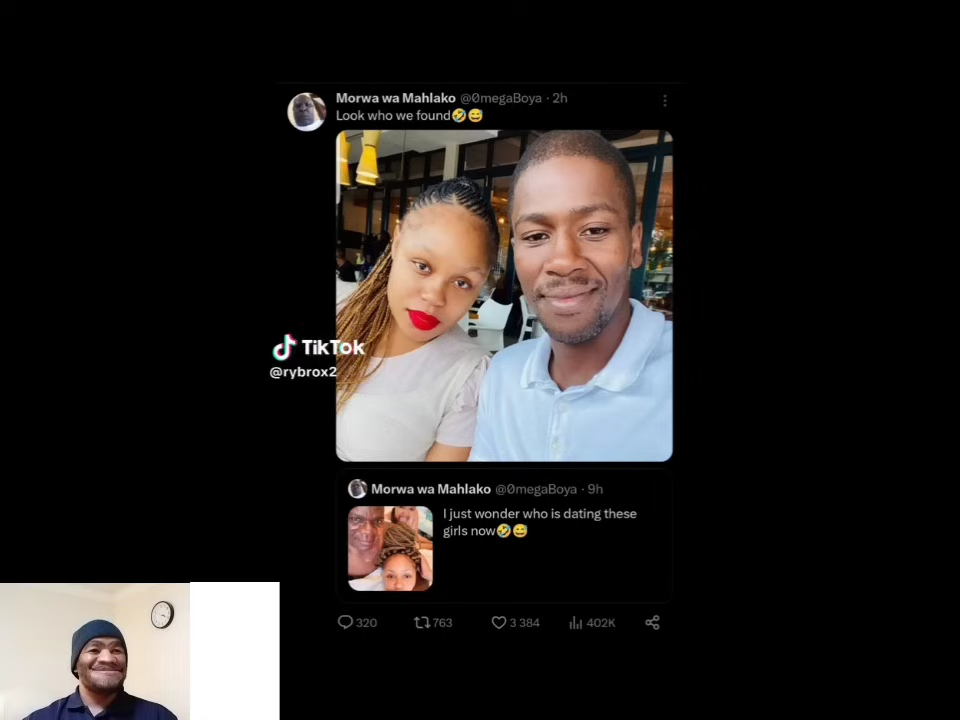 Morwa wa Mahlako @0megaBoya · 2h
Look who we found🤣😅
TikTok
@rybrox2
Morwa wa Mahlako @0megaBoya · 9h
I just wonder who is dating these
girls now🤣😅
320 763 3 384 402K